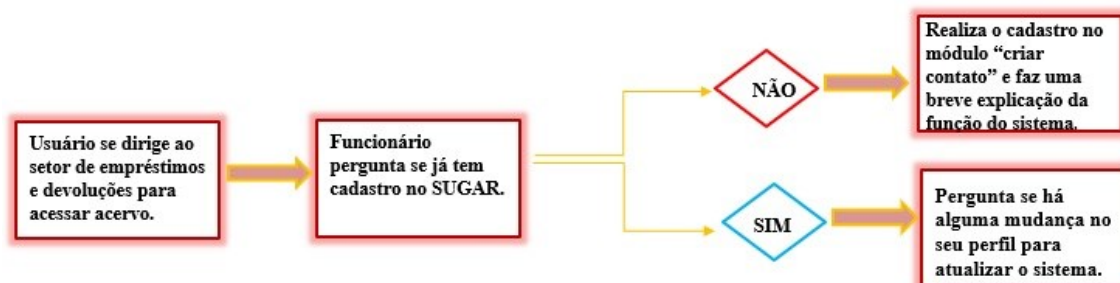 Usuário se dirige ao
setor de empréstimos
e devoluções para
acessar acervo.
Funcionário
pergunta se já tem
cadastro no SUGAR.
NÃO
Realiza o cadastro no
módulo “criar
contato” e faz uma
breve explicação da
função do sistema.
SIM
Pergunta se há
alguma mudança no
seu perfil para
atualizar o sistema.